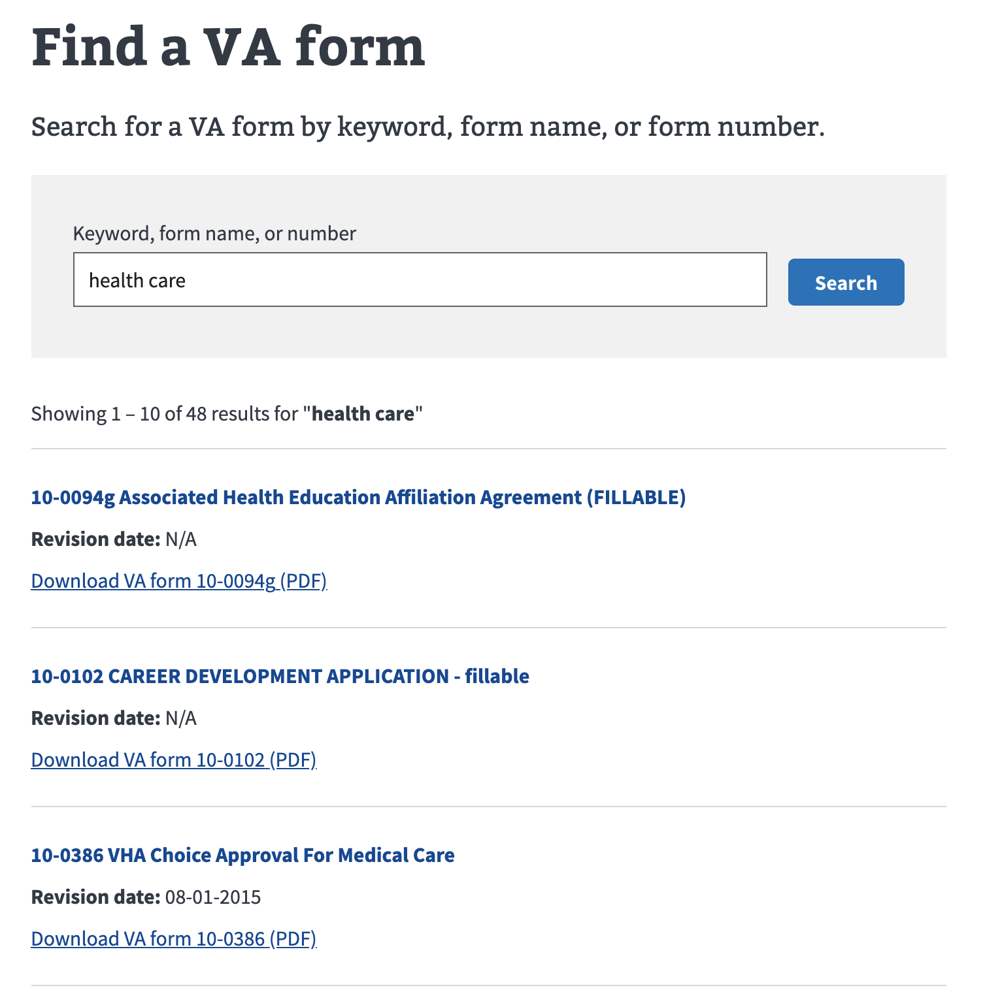 Find a VA form
Search for a VA form by keyword, form name, or form number.
Keyword, form name, or number
health care
Search
Showing 1 – 10 of 48 results for "health care"
10-0094g Associated Health Education Affiliation Agreement (FILLABLE)
Revision date: N/A
Download VA form 10-0094g (PDF)
10-0102 CAREER DEVELOPMENT APPLICATION - fillable
Revision date: N/A
Download VA form 10-0102 (PDF)
10-0386 VHA Choice Approval For Medical Care
Revision date: 08-01-2015
Download VA form 10-0386 (PDF)